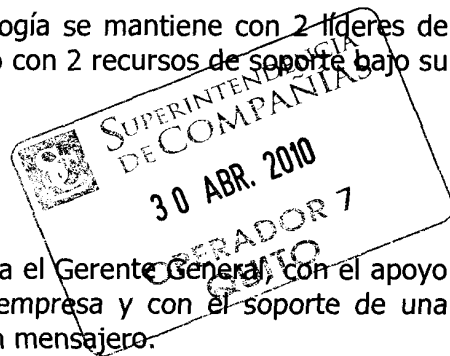 ogía se mantiene con 2 líderes de
con 2 recursos de soporte bajo su
SUPERINTENDENCIA
DE COMPAÑÍAS
30 ABR. 2010
OPERADOR 7
QUITO
a el Gerente General, con el apoyo
empresa y con el soporte de una
mensajero.